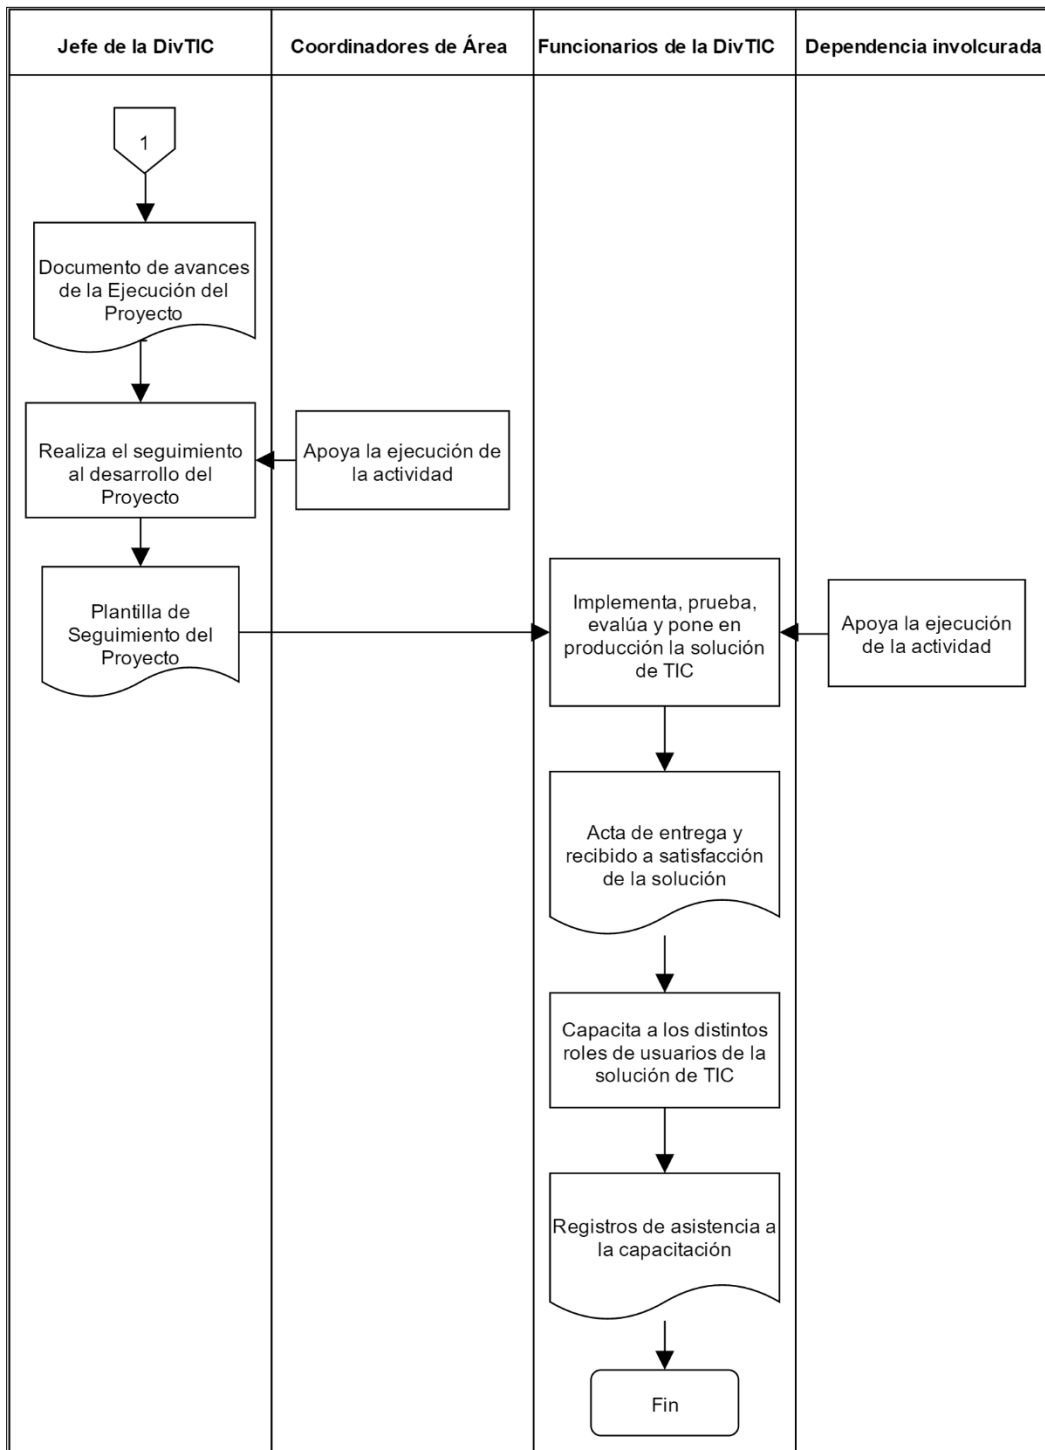 Jefe de la DivTIC
Coordinadores de Área
Funcionarios de la DivTIC
Dependencia involcurada
1
Documento de avances
de la Ejecución del
Proyecto
Realiza el seguimiento
al desarrollo del
Proyecto
Apoya la ejecución de
la actividad
Plantilla de
Seguimiento del
Proyecto
Implementa, prueba,
evalúa y pone en
producción la solución
de TIC
Apoya la ejecución
de la actividad
Acta de entrega y
recibido a satisfacción
de la solución
Capacita a los distintos
roles de usuarios de la
solución de TIC
Registros de asistencia a
la capacitación
Fin